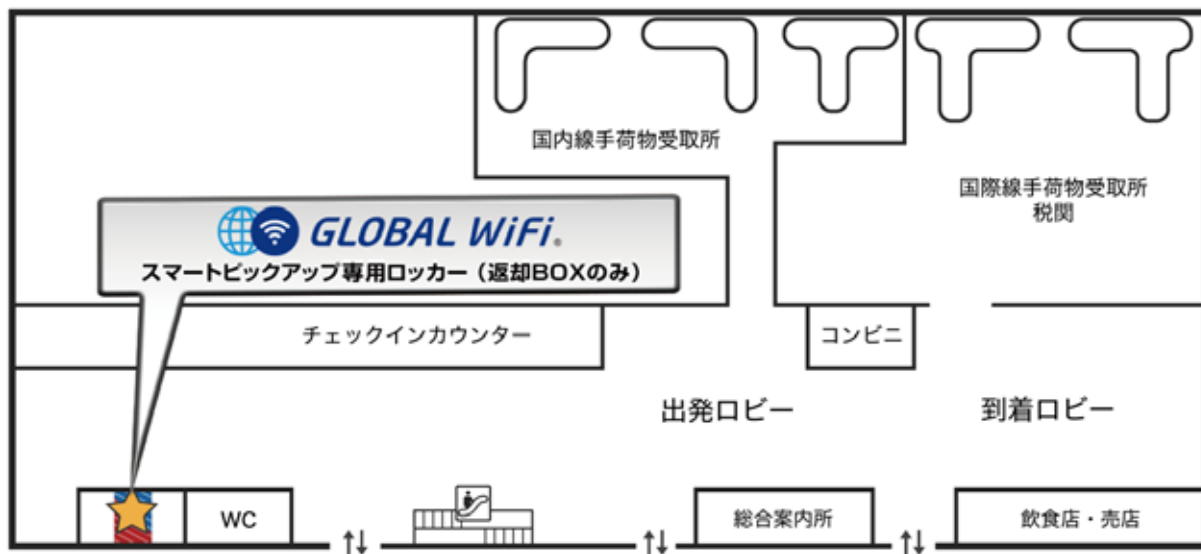 国内線手荷物受取所
国際線手荷物受取所
税関
GLOBAL WiFi®
スマートピックアップ専用ロッカー（返却BOXのみ）
チェックインカウンター
コンビニ
出発ロビー
到着ロビー
WC
総合案内所
飲食店・売店